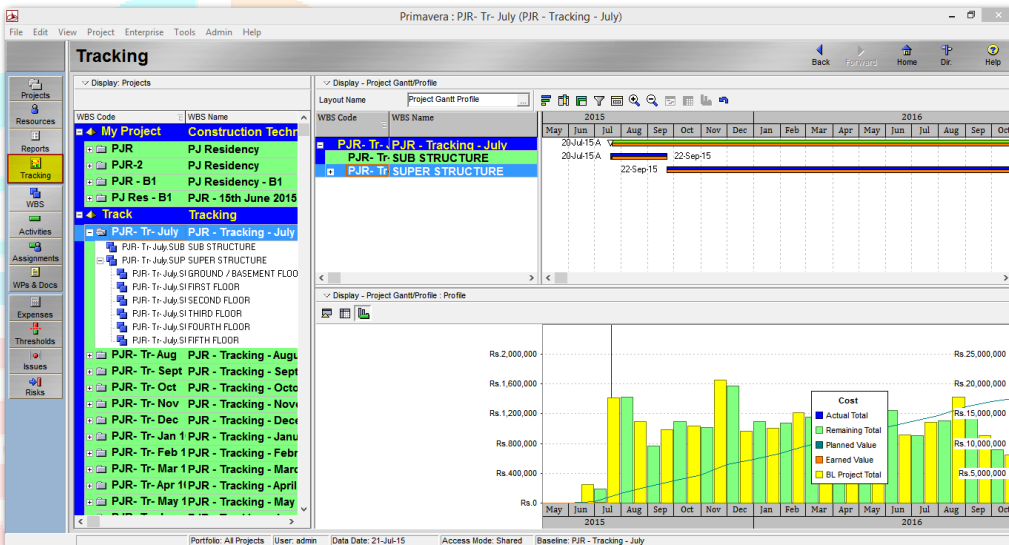 Primavera : PJR- Tr- July (PJR - Tracking - July)
File Edit View Project Enterprise Tools Admin Help
Tracking
Back Forward Home Dir. Help
Projects
Resources
Reports
Tracking
WBS
Activities
Assignments
WPs & Docs
Expenses
Thresholds
Issues
Risks
Display: Projects
WBS Code WBS Name
My Project Construction Techr
PJR PJ Residency
PJR-2 PJ Residency
PJR - B1 PJ Residency - B1
PJ Res - B1 PJR - 15th June 2015
Track Tracking
PJR- Tr- July PJR - Tracking - July
PJR- Tr- July.SUB SUB STRUCTURE
PJR- Tr- July.SUP SUPER STRUCTURE
PJR- Tr- July.SI GROUND / BASEMENT FLOO
PJR- Tr- July.SI FIRST FLOOR
PJR- Tr- July.SI SECOND FLOOR
PJR- Tr- July.SI THIRD FLOOR
PJR- Tr- July.SI FOURTH FLOOR
PJR- Tr- July.SI FIFTH FLOOR
PJR- Tr- Aug PJR - Tracking - Augu
PJR- Tr- Sept PJR - Tracking - Sept
PJR- Tr- Oct PJR - Tracking - Octo
PJR- Tr- Nov PJR - Tracking - Nove
PJR- Tr- Dec PJR - Tracking - Dece
PJR- Tr- Jan 1 PJR - Tracking - Janu
PJR- Tr- Feb 1 PJR - Tracking - Febr
PJR- Tr- Mar 1 PJR - Tracking - Marc
PJR- Tr- Apr 1 PJR - Tracking - April
PJR- Tr- May 1 PJR - Tracking - May
Display - Project Gantt/Profile
Layout Name Project Gantt Profile ...
WBS Code WBS Name
PJR- Tr- PJR - Tracking - July
PJR- Tr- SUB STRUCTURE
PJR- Tr SUPER STRUCTURE
2015 2016
May Jun Jul Aug Sep Oct Nov Dec Jan Feb Mar Apr May Jun Jul Aug Sep Oct
20-Jul-15 A
20-Jul-15 A 22-Sep-15
22-Sep-15
Display - Project Gantt/Profile : Profile
Rs.2,000,000 Rs.25,000,000
Rs.1,600,000 Rs.20,000,000
Rs.1,200,000 Rs.15,000,000
Rs.800,000 Rs.10,000,000
Rs.400,000 Rs.5,000,000
Rs.0
Cost
Actual Total
Remaining Total
Planned Value
Earned Value
BL Project Total
May Jun Jul Aug Sep Oct Nov Dec Jan Feb Mar Apr May Jun Jul Aug Sep Oct
2015 2016
Portfolio: All Projects User: admin Data Date: 21-Jul-15 Access Mode: Shared Baseline: PJR - Tracking - July